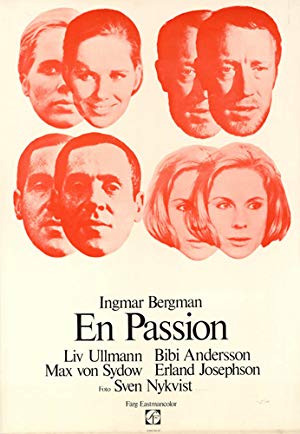 Ingmar Bergman
En Passion
Liv Ullmann Bibi Andersson
Max von Sydow Erland Josephson
Foto Sven Nykvist
Färg Eastmancolor